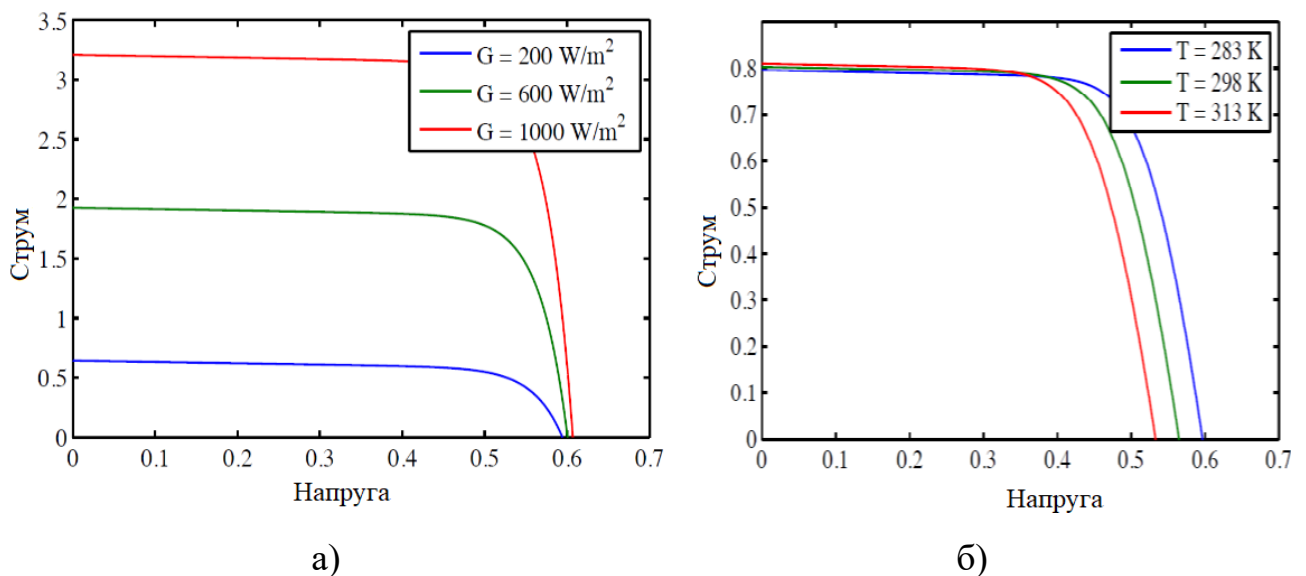 3.5
3
2.5
2
1.5
1
0.5
0
Струм
G = 200 W/m²
G = 600 W/m²
G = 1000 W/m²
0 0.1 0.2 0.3 0.4 0.5 0.6 0.7
Напруга
а)
0.8
0.7
0.6
0.5
0.4
0.3
0.2
0.1
0
Струм
T = 283 K
T = 298 K
T = 313 K
0 0.1 0.2 0.3 0.4 0.5 0.6 0.7
Напруга
б)